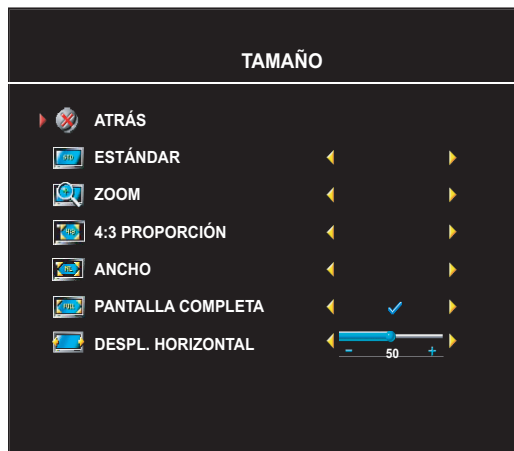 TAMAÑO
ATRÁS
ESTÁNDAR
ZOOM
4:3 PROPORCIÓN
ANCHO
PANTALLA COMPLETA
DESPL. HORIZONTAL
- 50 +